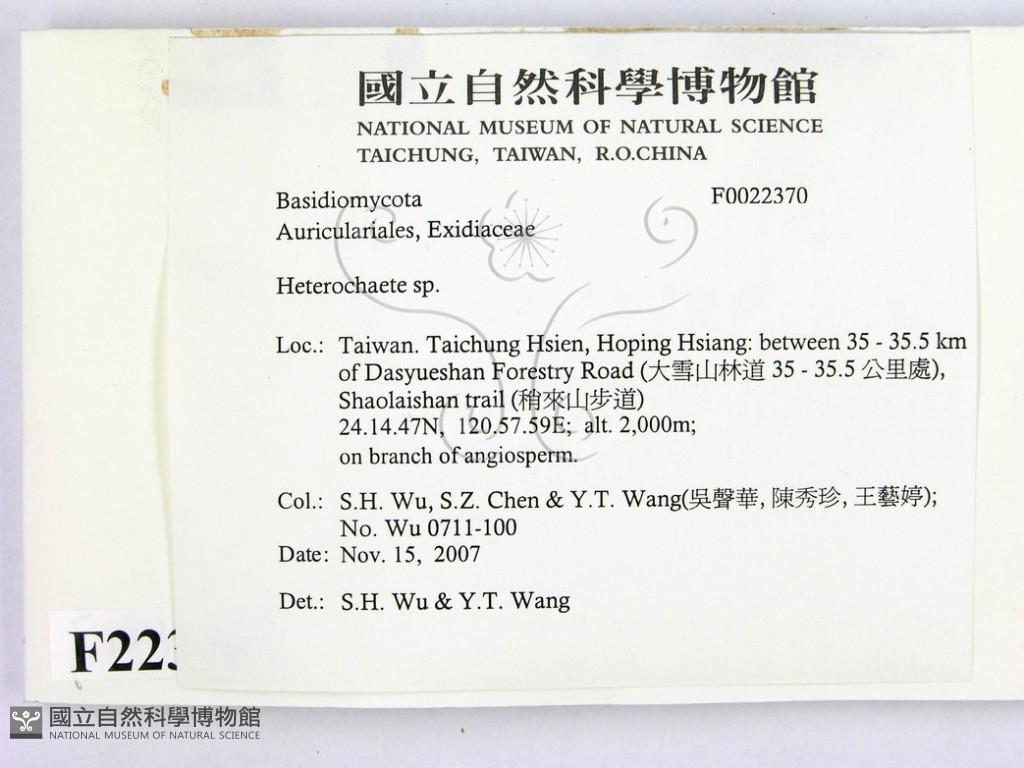 國立自然科學博物館
NATIONAL MUSEUM OF NATURAL SCIENCE
TAICHUNG, TAIWAN, R.O.CHINA
Basidiomycota F0022370
Auriculariales, Exidiaceae
Heterochaete sp.
Loc.: Taiwan. Taichung Hsien, Hoping Hsiang: between 35 - 35.5 km
of Dasyueshan Forestry Road (大雪山林道 35 - 35.5 公里處),
Shaolaishan trail (稍來山步道)
24.14.47N, 120.57.59E; alt. 2,000m;
on branch of angiosperm.
Col.: S.H. Wu, S.Z. Chen & Y.T. Wang(吳聲華, 陳秀珍, 王藝婷);
No. Wu 0711-100
Date: Nov. 15, 2007
Det.: S.H. Wu & Y.T. Wang
F223
國立自然科學博物館
NATIONAL MUSEUM OF NATURAL SCIENCE